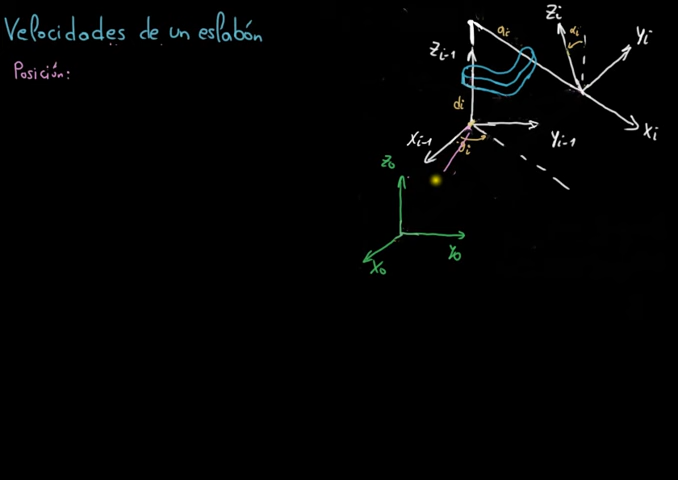 Velocidades de un eslabón
Posición:
Zi
αi
ai
Yi
Zi-1
di
Xi
Xi-1
θi
Yi-1
Z0
Y0
X0